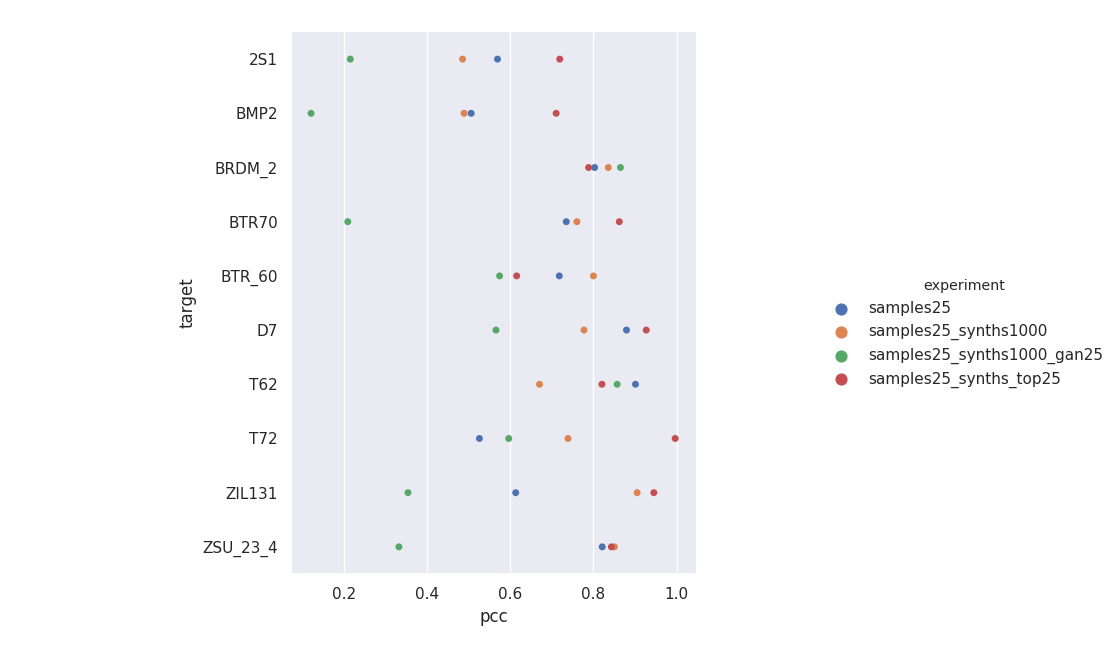 2S1
BMP2
BRDM_2
BTR70
BTR_60
D7
T62
T72
ZIL131
ZSU_23_4
target
0.2 0.4 0.6 0.8 1.0
pcc
experiment
samples25
samples25_synths1000
samples25_synths1000_gan25
samples25_synths_top25